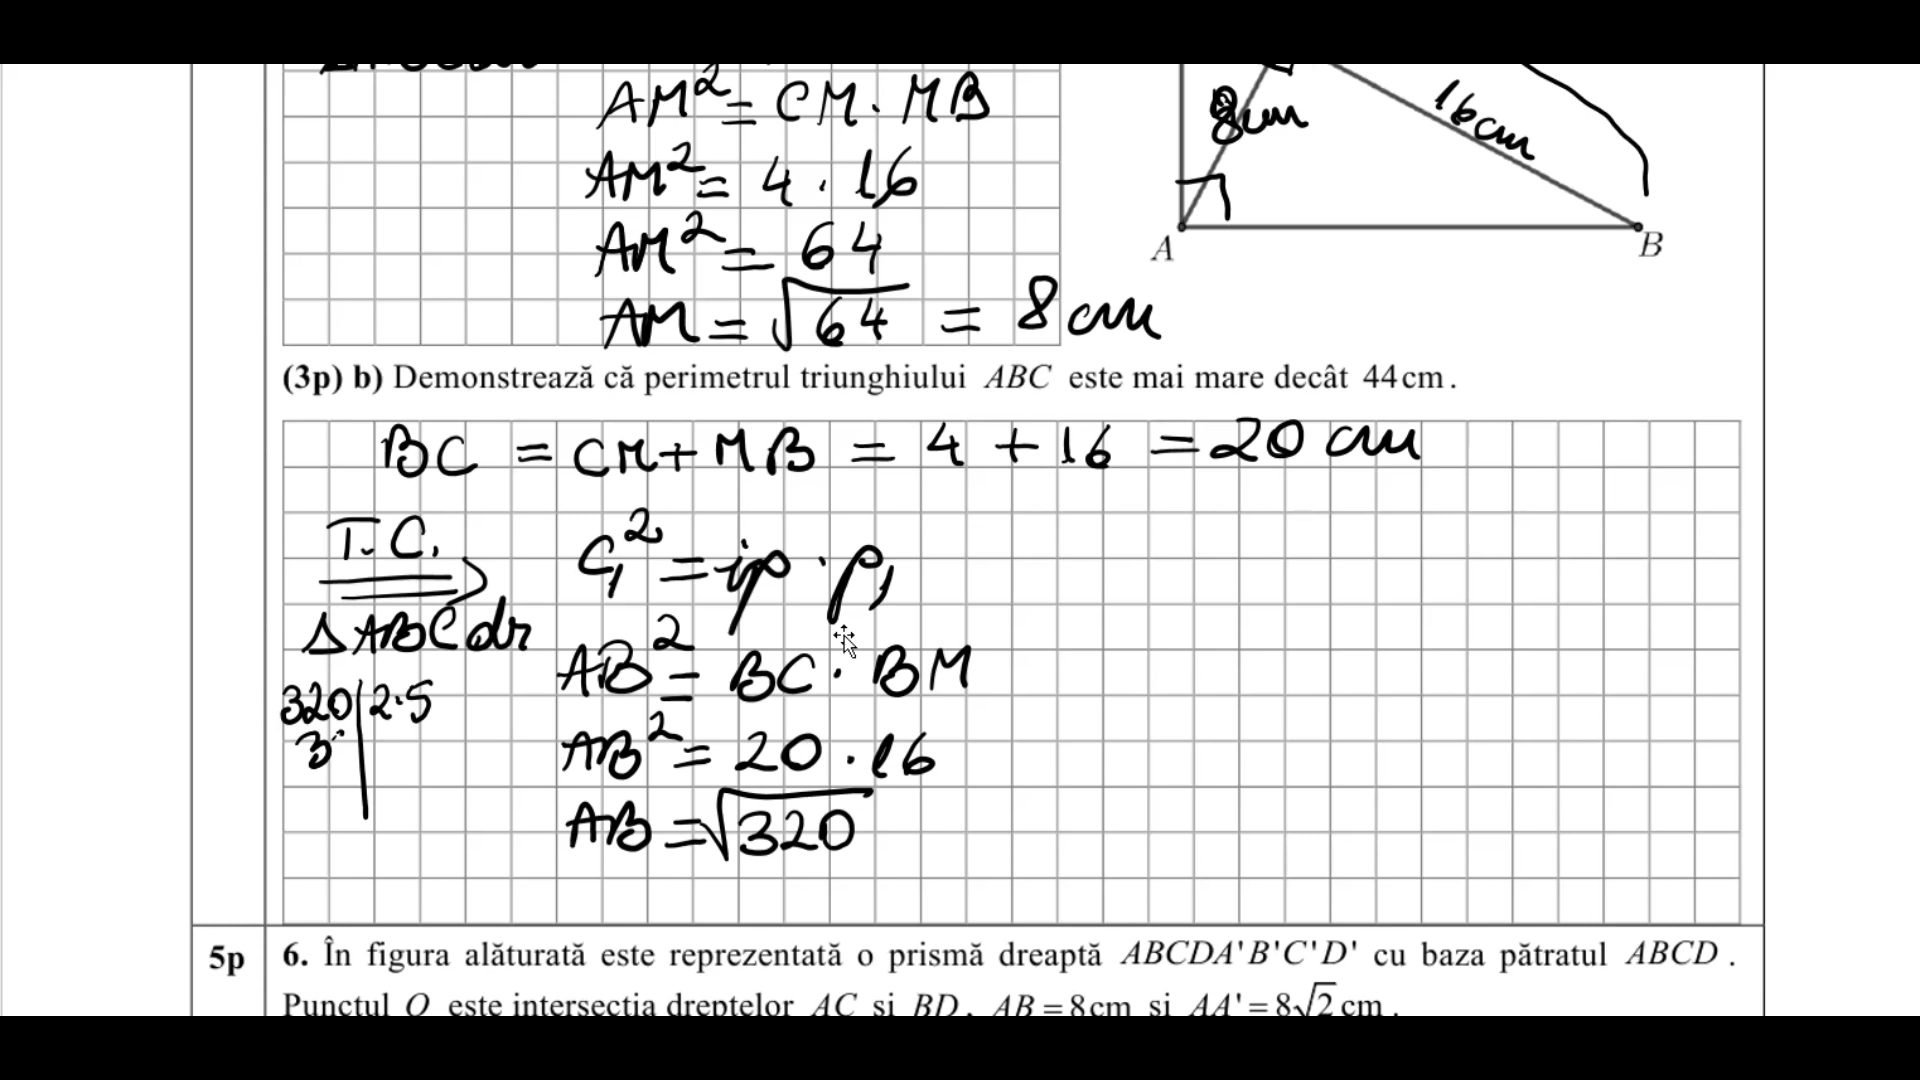 AM² = CM · MB
AM² = 4 · 16
AM² = 64
AM = √64 = 8 cm
8cm
16cm
A
B
(3p) b) Demonstrează că perimetrul triunghiului ABC este mai mare decât 44 cm .
BC = CM + MB = 4 + 16 = 20 cm
T.C.
C₁² = ip · p₁
Δ ABC dr
AB² = BC · BM
320 | 2·5
3
AB² = 20 · 16
AB = √320
5p
6. În figura alăturată este reprezentată o prismă dreaptă ABCDA'B'C'D' cu baza pătratul ABCD .
Punctul O este intersecția dreptelor AC și BD , AB = 8 cm și AA' = 8√2 cm .